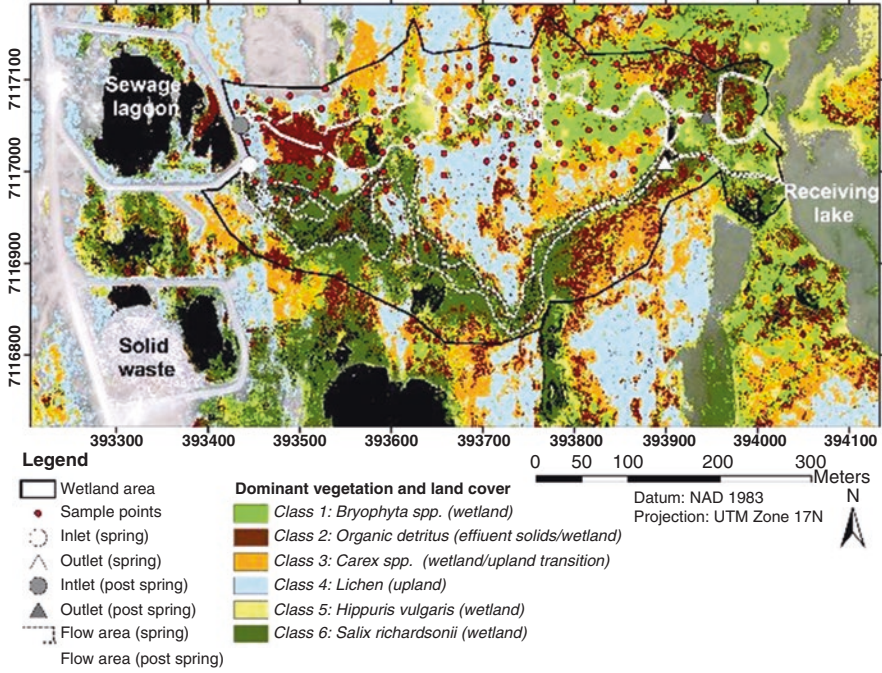 7117100
7117000
7116900
7116800
Sewage
lagoon
Receiving
lake
Solid
waste
393300 393400 393500 393600 393700 393800 393900 394000 394100
Legend
Wetland area
Sample points
Inlet (spring)
Outlet (spring)
Intlet (post spring)
Outlet (post spring)
Flow area (spring)
Flow area (post spring)
Dominant vegetation and land cover
Class 1: Bryophyta spp. (wetland)
Class 2: Organic detritus (effiuent solids/wetland)
Class 3: Carex spp. (wetland/upland transition)
Class 4: Lichen (upland)
Class 5: Hippuris vulgaris (wetland)
Class 6: Salix richardsonii (wetland)
0 50 100 200 300
Meters
Datum: NAD 1983
Projection: UTM Zone 17N
N